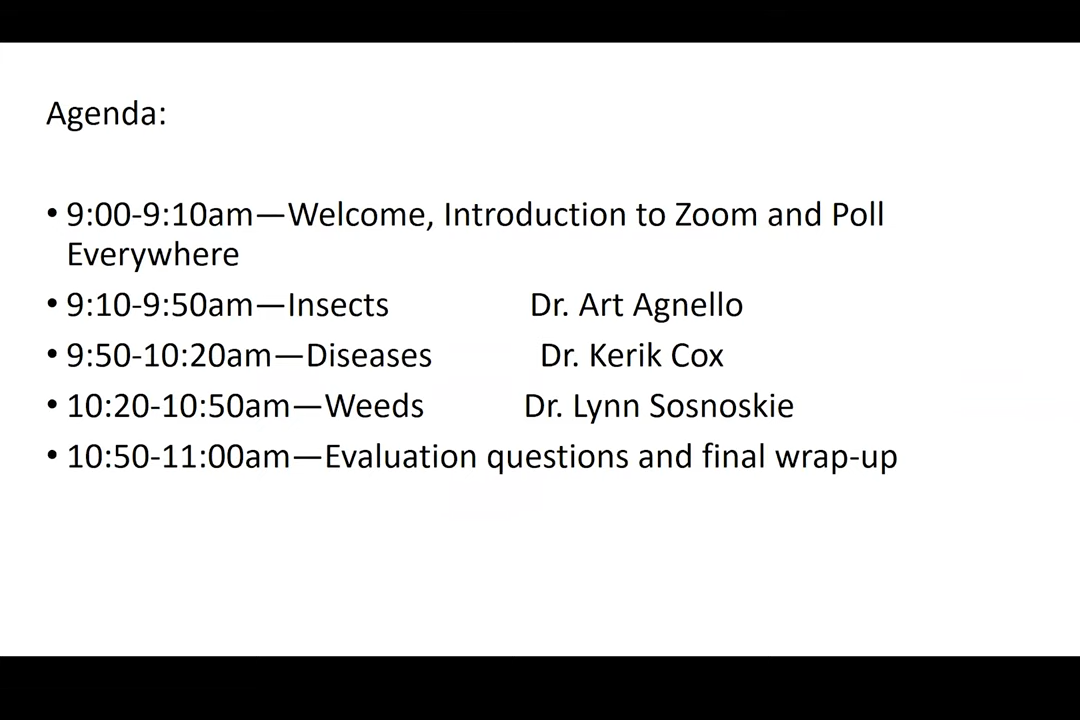 Agenda:
• 9:00-9:10am—Welcome, Introduction to Zoom and Poll
Everywhere
• 9:10-9:50am—Insects Dr. Art Agnello
• 9:50-10:20am—Diseases Dr. Kerik Cox
• 10:20-10:50am—Weeds Dr. Lynn Sosnoskie
• 10:50-11:00am—Evaluation questions and final wrap-up